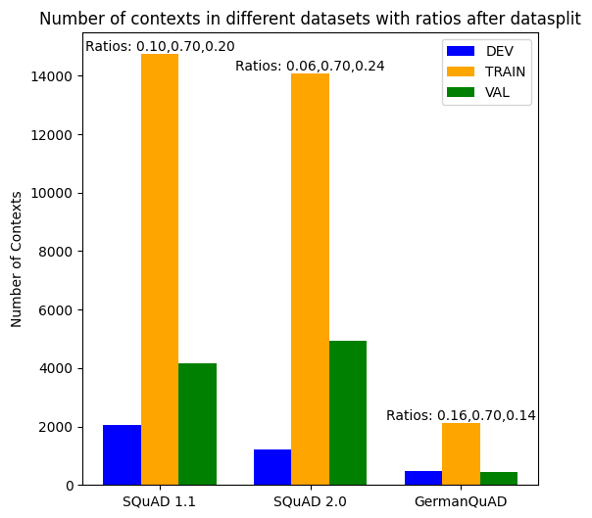 Number of contexts in different datasets with ratios after datasplit
Ratios: 0.10,0.70,0.20
Ratios: 0.06,0.70,0.24
Ratios: 0.16,0.70,0.14
DEV
TRAIN
VAL
Number of Contexts
14000
12000
10000
8000
6000
4000
2000
0
SQuAD 1.1
SQuAD 2.0
GermanQuAD